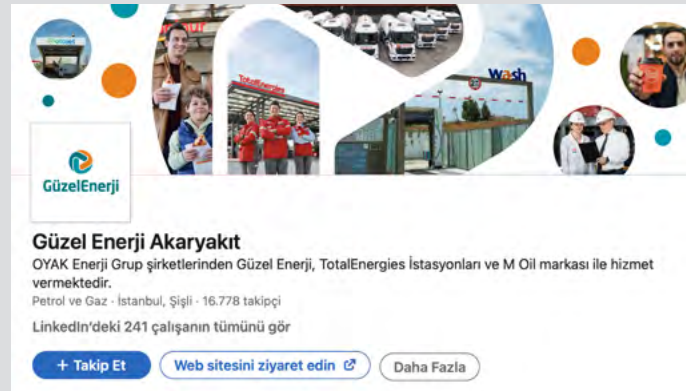 TotalEnergies
wash
GüzelEnerji
Güzel Enerji Akaryakıt
OYAK Enerji Grup şirketlerinden Güzel Enerji, TotalEnergies İstasyonları ve M Oil markası ile hizmet
vermektedir.
Petrol ve Gaz · İstanbul, Şişli · 16.778 takipçi
LinkedIn'deki 241 çalışanın tümünü gör
+ Takip Et
Web sitesini ziyaret edin
Daha Fazla